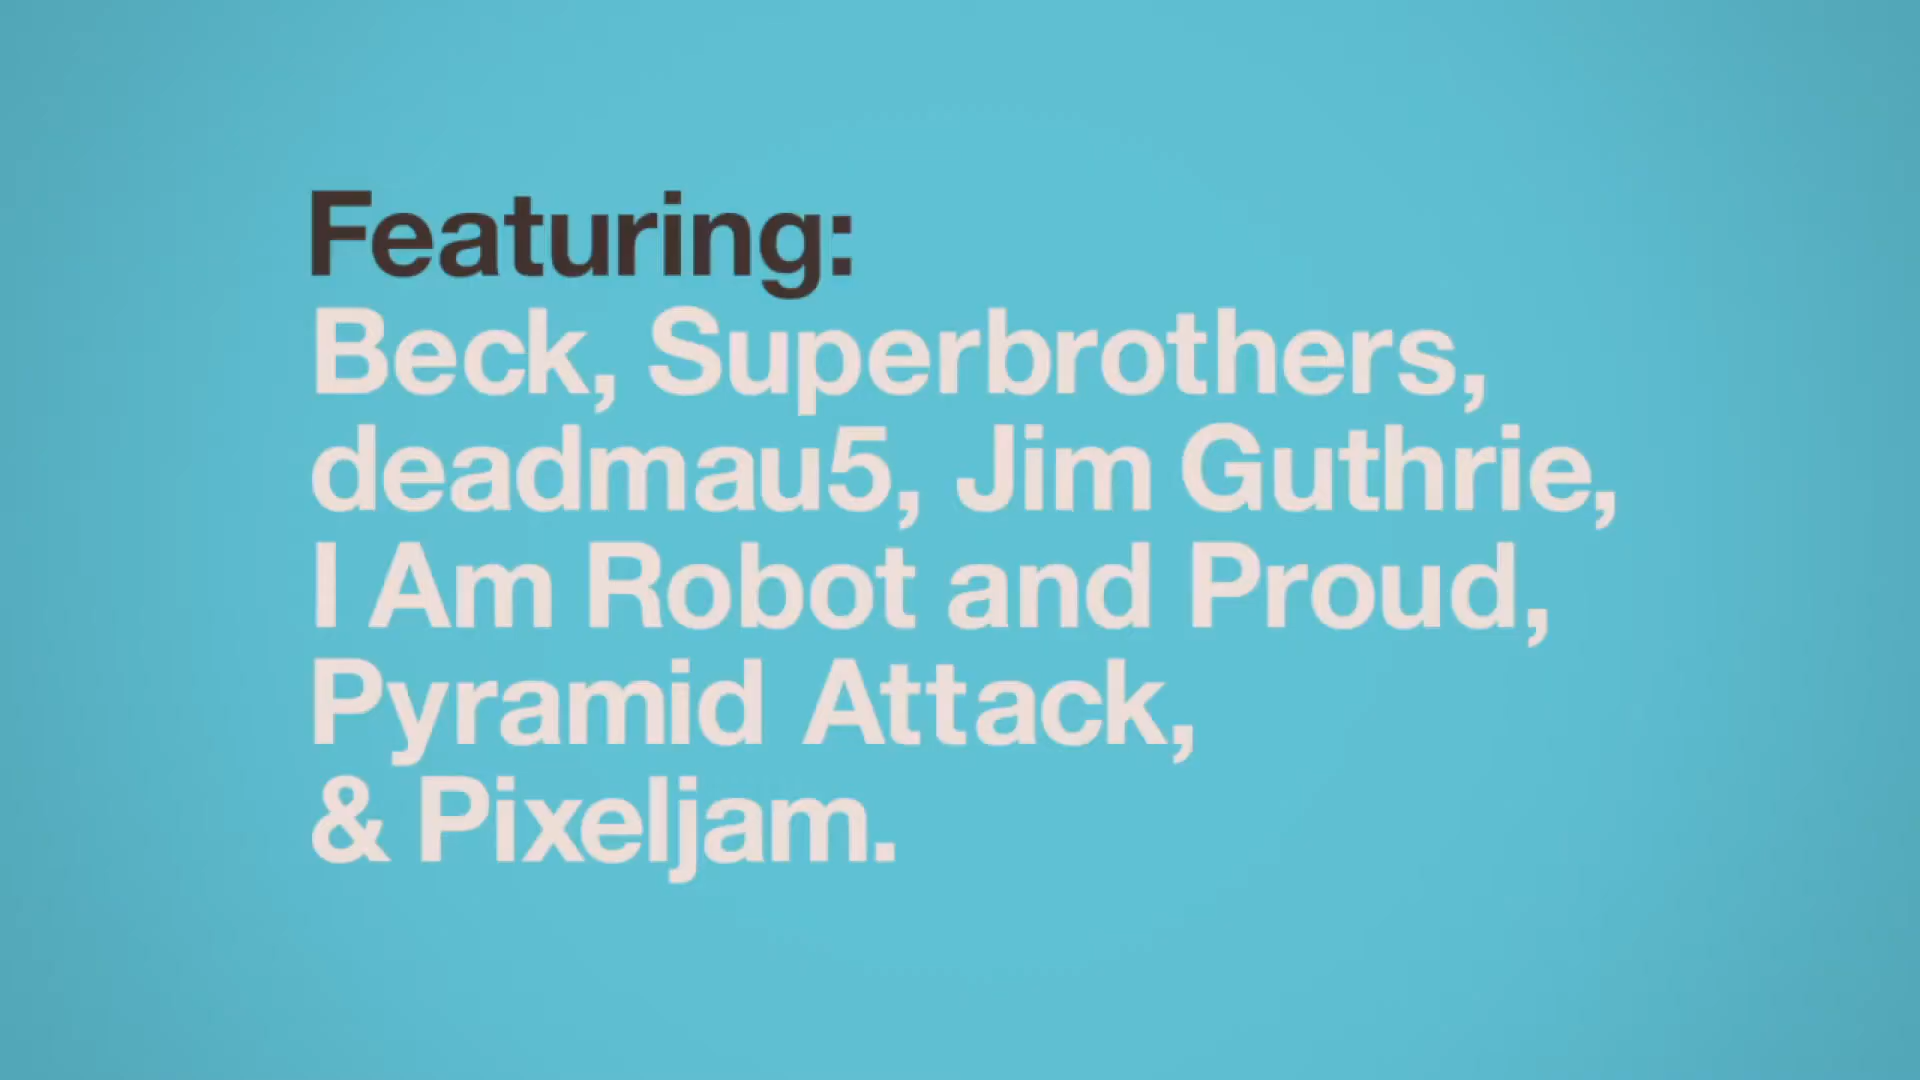 Featuring:
Beck, Superbrothers,
deadmau5, Jim Guthrie,
I Am Robot and Proud,
Pyramid Attack,
& Pixeljam.